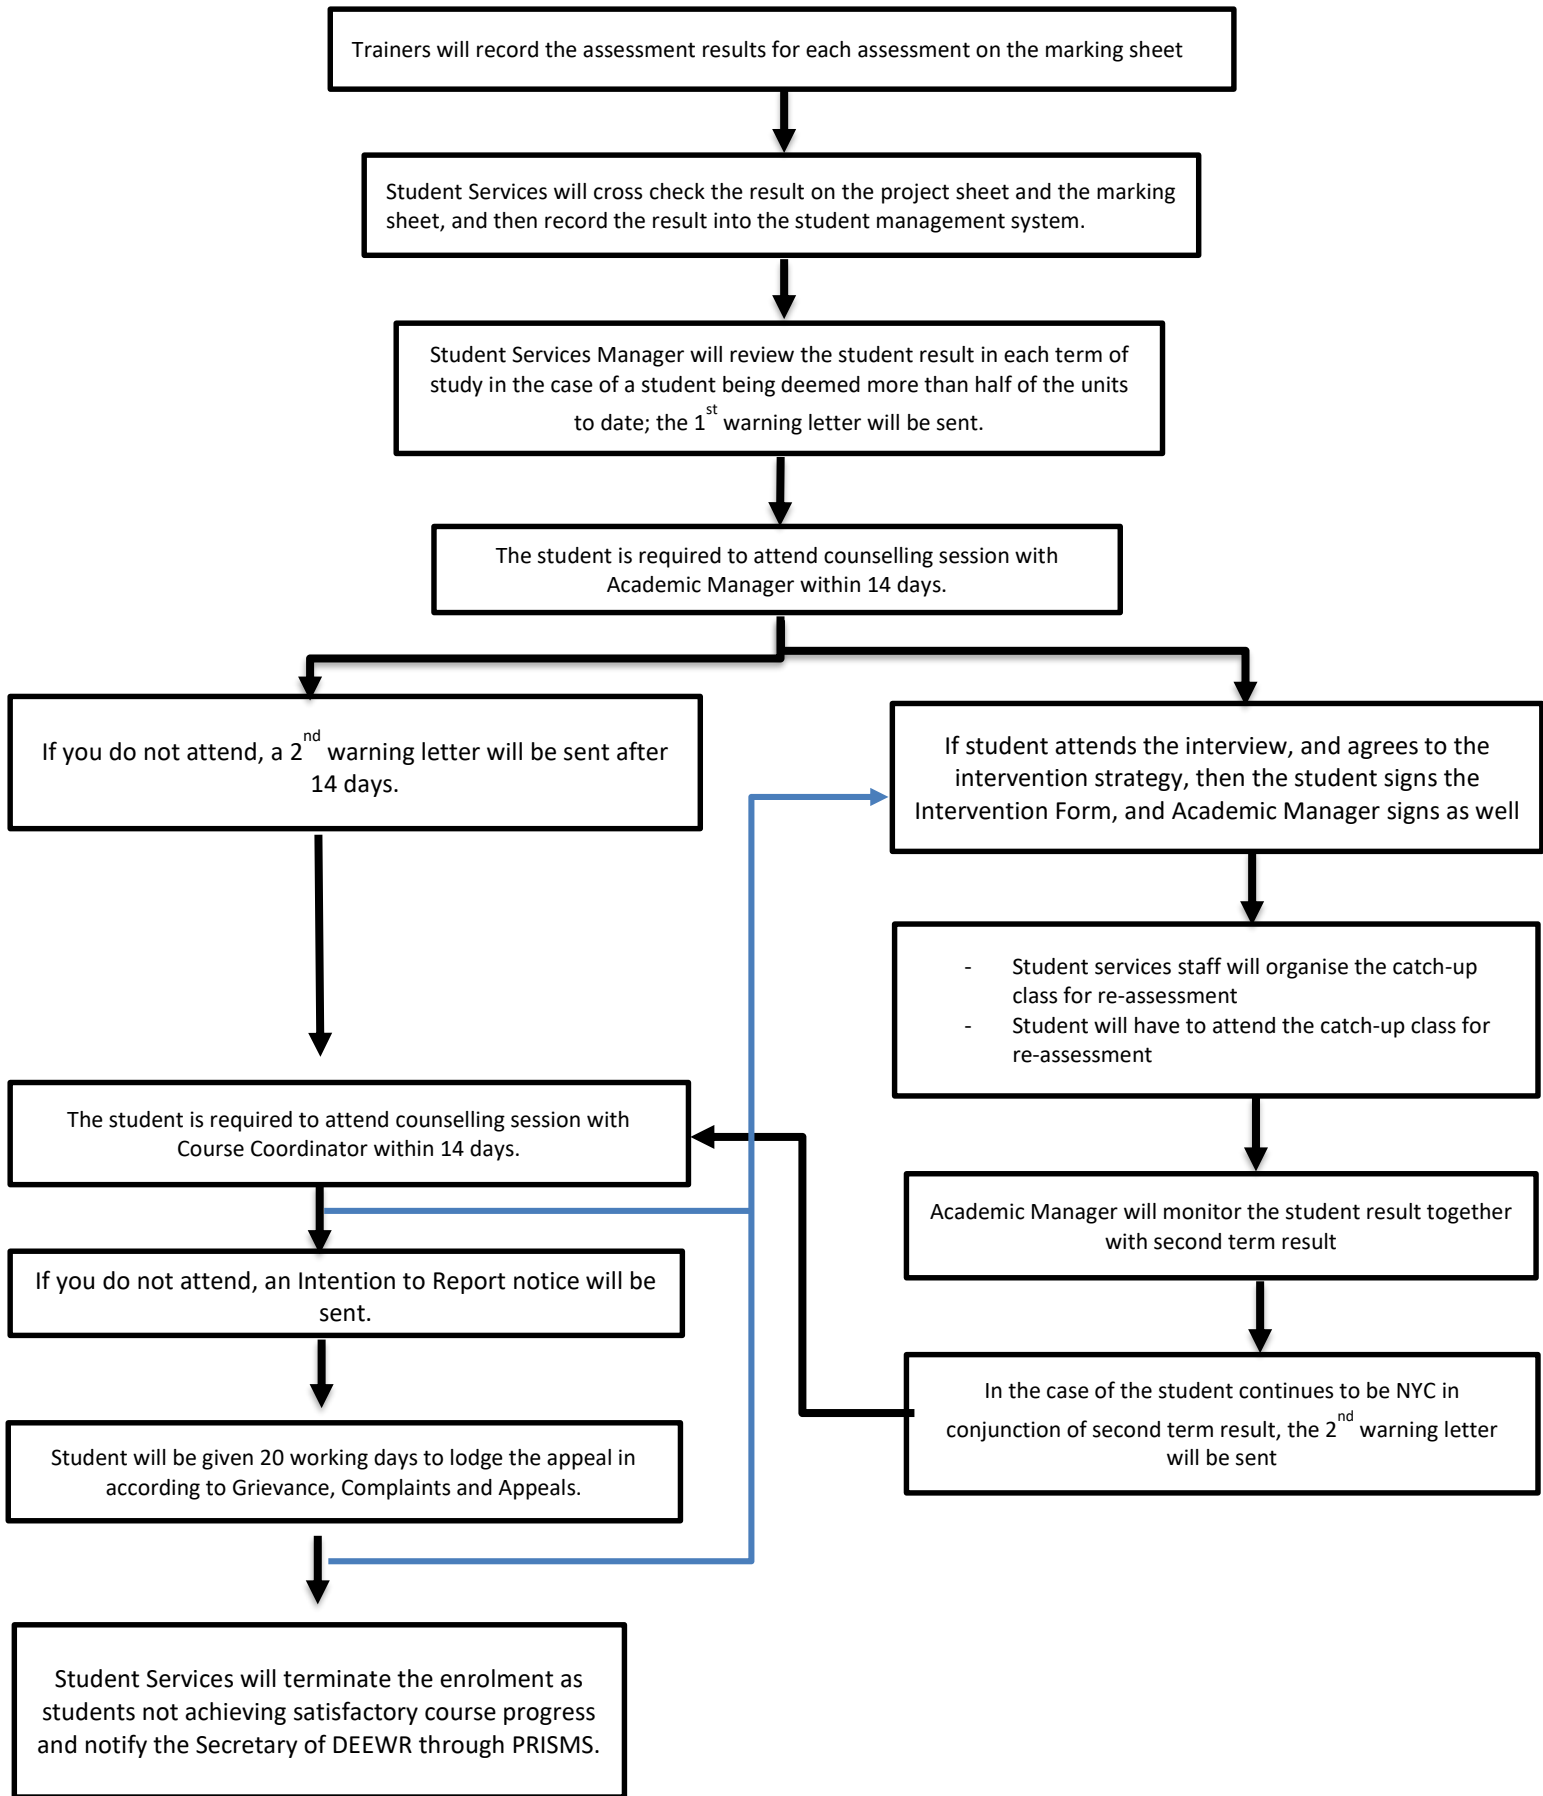 Trainers will record the assessment results for each assessment on the marking sheet
Student Services will cross check the result on the project sheet and the marking
sheet, and then record the result into the student management system.
Student Services Manager will review the student result in each term of
study in the case of a student being deemed more than half of the units
to date; the 1st warning letter will be sent.
The student is required to attend counselling session with
Academic Manager within 14 days.
If you do not attend, a 2nd warning letter will be sent after
14 days.
If student attends the interview, and agrees to the
intervention strategy, then the student signs the
Intervention Form, and Academic Manager signs as well
- Student services staff will organise the catch-up
class for re-assessment
- Student will have to attend the catch-up class for
re-assessment
The student is required to attend counselling session with
Course Coordinator within 14 days.
Academic Manager will monitor the student result together
with second term result
If you do not attend, an Intention to Report notice will be
sent.
In the case of the student continues to be NYC in
conjunction of second term result, the 2nd warning letter
will be sent
Student will be given 20 working days to lodge the appeal in
according to Grievance, Complaints and Appeals.
Student Services will terminate the enrolment as
students not achieving satisfactory course progress
and notify the Secretary of DEEWR through PRISMS.